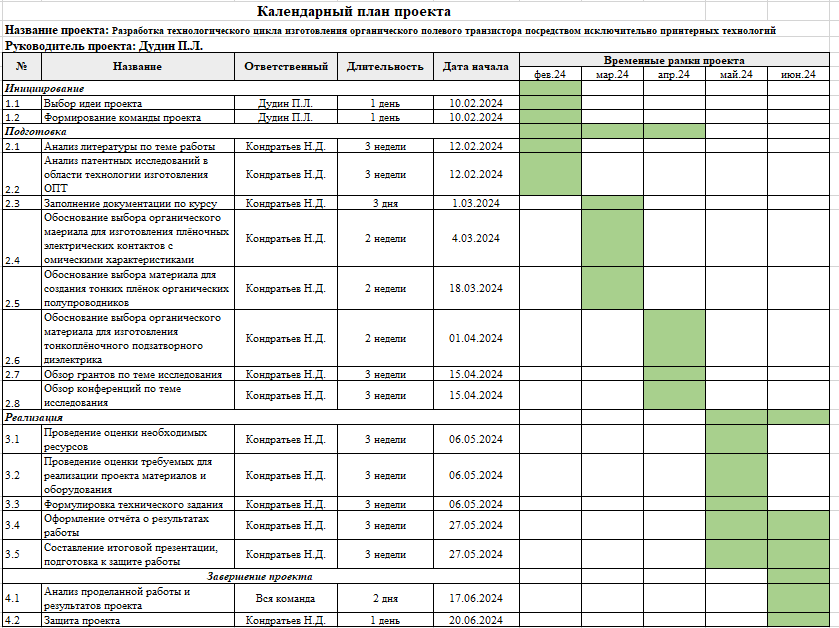 Календарный план проекта
Название проекта: Разработка технологического цикла изготовления органического полевого транзистора посредством исключительно принтерных технологий
Руководитель проекта: Дудин П.Л.
№ Название Ответственный Длительность Дата начала Временные рамки проекта
фев.24 мар.24 апр.24 май.24 июн.24
Инициирование
1.1 Выбор идеи проекта Дудин П.Л. 1 день 10.02.2024
1.2 Формирование команды проекта Дудин П.Л. 1 день 10.02.2024
Подготовка
2.1 Анализ литературы по теме работы Кондратьев Н.Д. 3 недели 12.02.2024
Анализ патентных исследований в
области технологии изготовления
ОПТ
2.2 Кондратьев Н.Д. 3 недели 12.02.2024
2.3 Заполнение документации по курсу Кондратьев Н.Д. 3 дня 1.03.2024
Обоснование выбора органического
маериала для изготовления плёночных
электрических контактов с
омическими характеристиками
2.4 Кондратьев Н.Д. 2 недели 4.03.2024
Обоснование выбора материала для
создания тонких плёнок органических
полупроводников
2.5 Кондратьев Н.Д. 2 недели 18.03.2024
Обоснование выбора органического
материала для изготовления
тонкоплёночного подзатворного
диэлектрика
2.6 Кондратьев Н.Д. 2 недели 01.04.2024
2.7 Обзор грантов по теме исследования Кондратьев Н.Д. 3 недели 15.04.2024
Обзор конференций по теме
исследования
2.8 Кондратьев Н.Д. 3 недели 15.04.2024
Реализация
3.1 Проведение оценки необходимых
ресурсов Кондратьев Н.Д. 3 недели 06.05.2024
3.2 Проведение оценки требуемых для
реализации проекта материалов и
оборудования Кондратьев Н.Д. 3 недели 06.05.2024
3.3 Формулировка технического задания Кондратьев Н.Д. 3 недели 06.05.2024
3.4 Оформление отчёта о результатах
работы Кондратьев Н.Д. 3 недели 27.05.2024
3.5 Составление итоговой презентации,
подготовка к защите работы Кондратьев Н.Д. 3 недели 27.05.2024
Завершение проекта
4.1 Анализ проделанной работы и
результатов проекта Вся команда 2 дня 17.06.2024
4.2 Защита проекта Кондратьев Н.Д. 1 день 20.06.2024